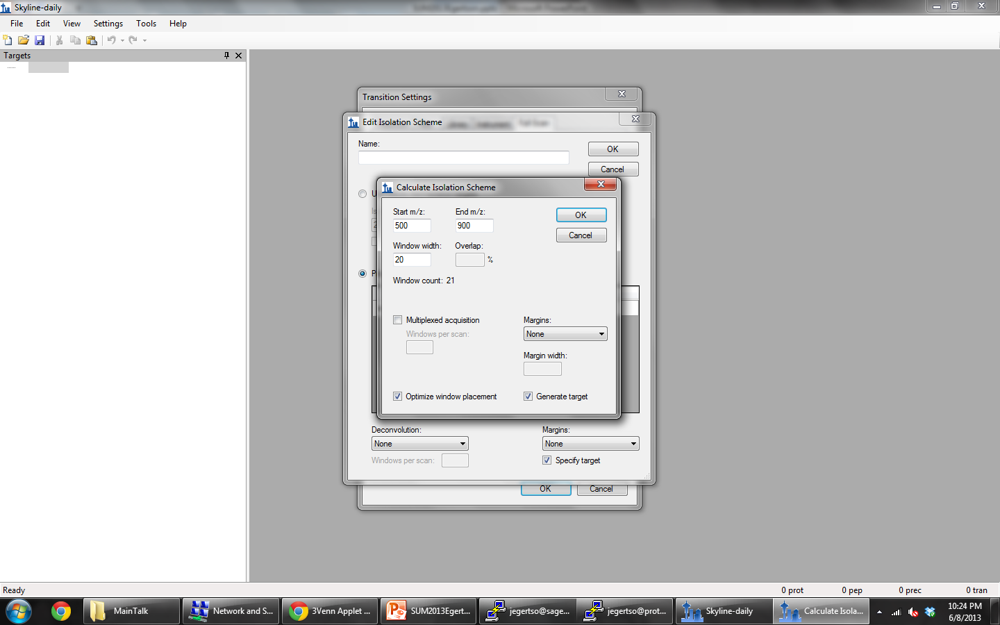 Skyline-daily
File Edit View Settings Tools Help
Targets
Transition Settings
Edit Isolation Scheme
Name:
OK
Cancel
Calculate Isolation Scheme
Start m/z: End m/z:
500 900
OK
Cancel
Window width: Overlap:
20 %
Window count: 21
Multiplexed acquisition
Windows per scan:
Margins:
None
Margin width:
Optimize window placement
Generate target
Deconvolution: Margins:
None None
Windows per scan:
Specify target
OK Cancel
Ready 0 prot 0 pep 0 prec 0 tran
MainTalk Network and S... 3Venn Applet ... SUM2013Egert... jegertso@sage... jegertso@prot... Skyline-daily Calculate Isola...
10:24 PM
6/8/2013